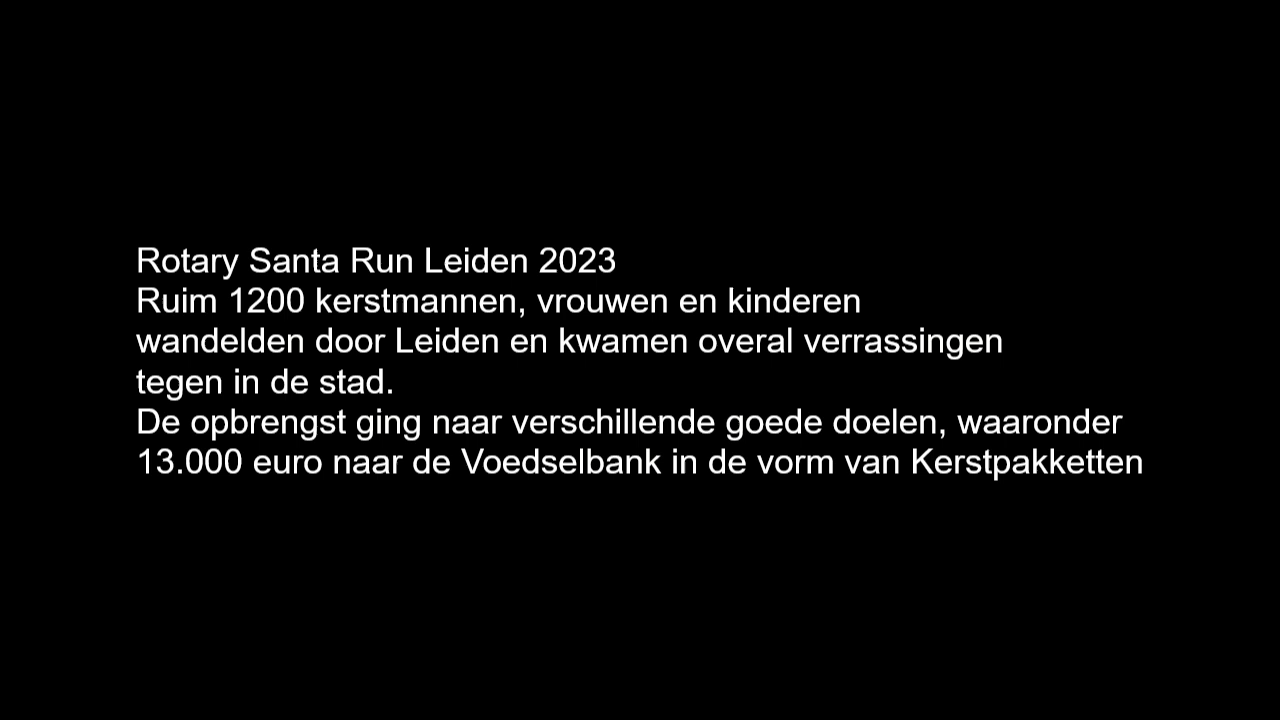 Rotary Santa Run Leiden 2023
Ruim 1200 kerstmannen, vrouwen en kinderen
wandelden door Leiden en kwamen overal verrassingen
tegen in de stad.
De opbrengst ging naar verschillende goede doelen, waaronder
13.000 euro naar de Voedselbank in de vorm van Kerstpakketten